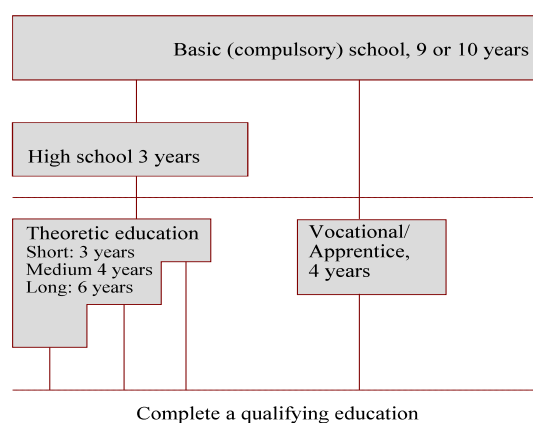 Basic (compulsory) school, 9 or 10 years
High school 3 years
Theoretic education
Short: 3 years
Medium 4 years
Long: 6 years
Vocational/
Apprentice,
4 years
Complete a qualifying education